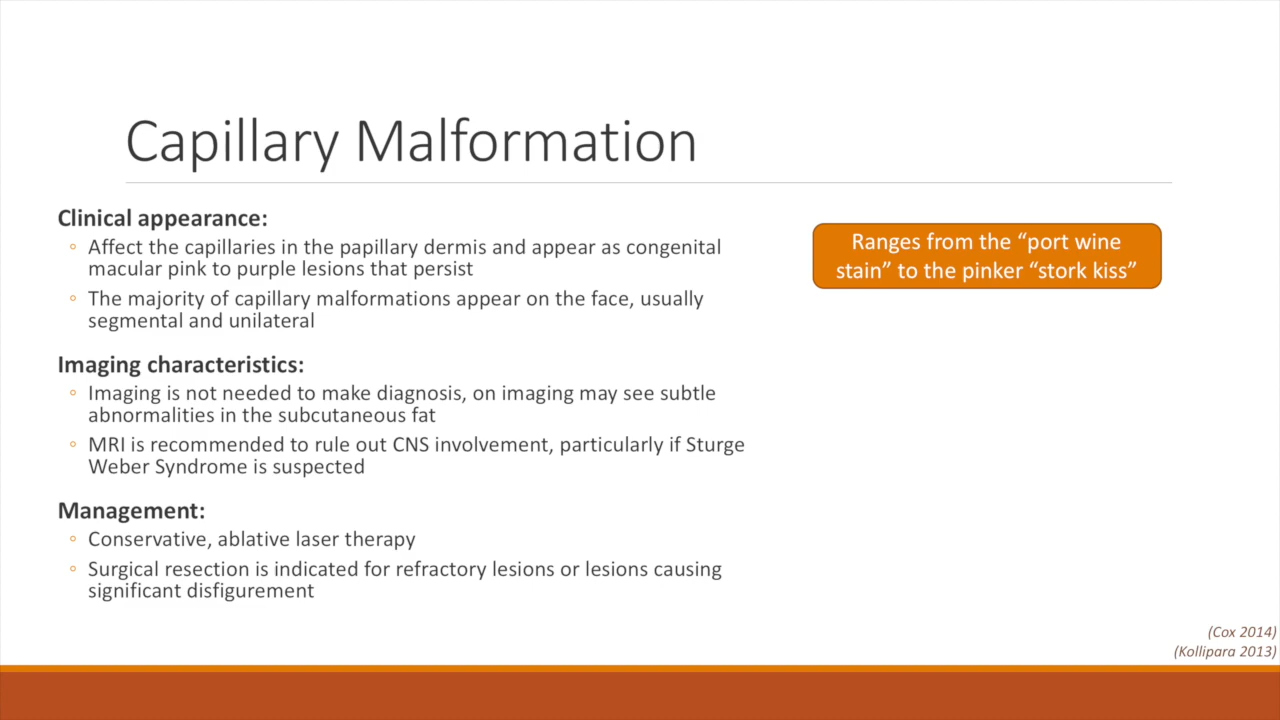 Capillary Malformation
Clinical appearance:
◦ Affect the capillaries in the papillary dermis and appear as congenital
macular pink to purple lesions that persist
◦ The majority of capillary malformations appear on the face, usually
segmental and unilateral
Imaging characteristics:
◦ Imaging is not needed to make diagnosis, on imaging may see subtle
abnormalities in the subcutaneous fat
◦ MRI is recommended to rule out CNS involvement, particularly if Sturge
Weber Syndrome is suspected
Management:
◦ Conservative, ablative laser therapy
◦ Surgical resection is indicated for refractory lesions or lesions causing
significant disfigurement
Ranges from the “port wine
stain” to the pinker “stork kiss”
(Cox 2014)
(Kollipara 2013)